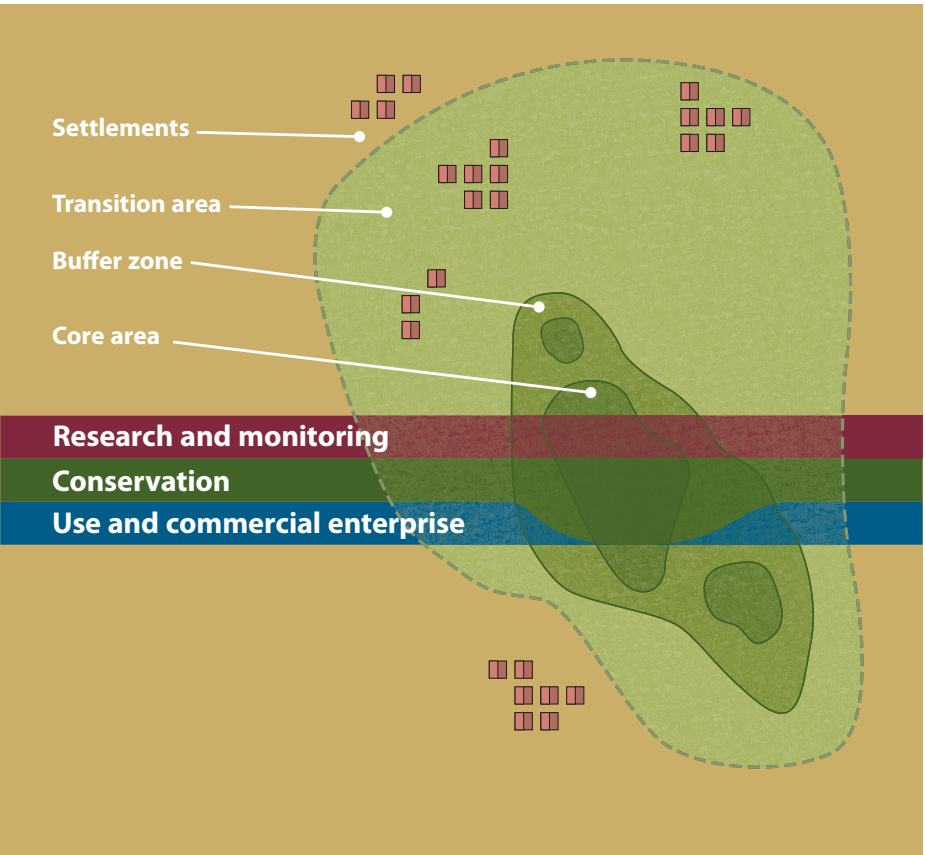 Settlements
Transition area
Buffer zone
Core area
Research and monitoring
Conservation
Use and commercial enterprise